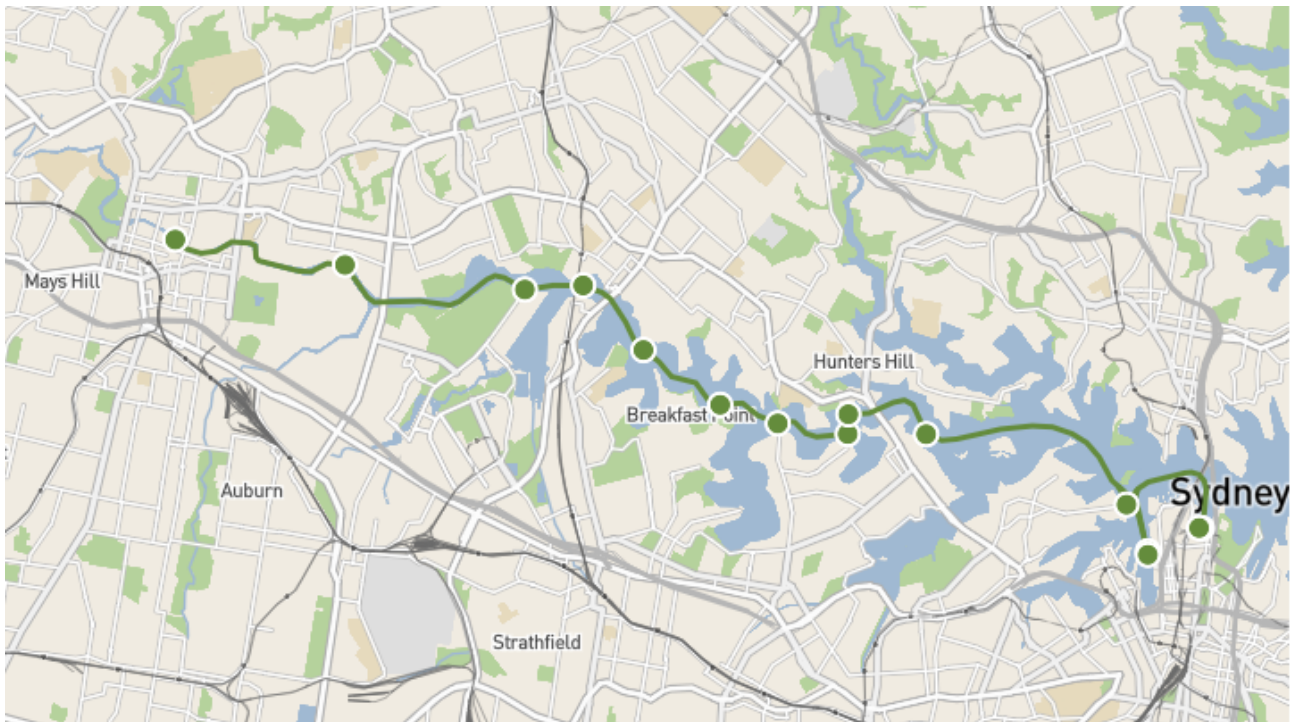 Mays Hill
Hunters Hill
Breakfast Point
Auburn
Sydney
Strathfield